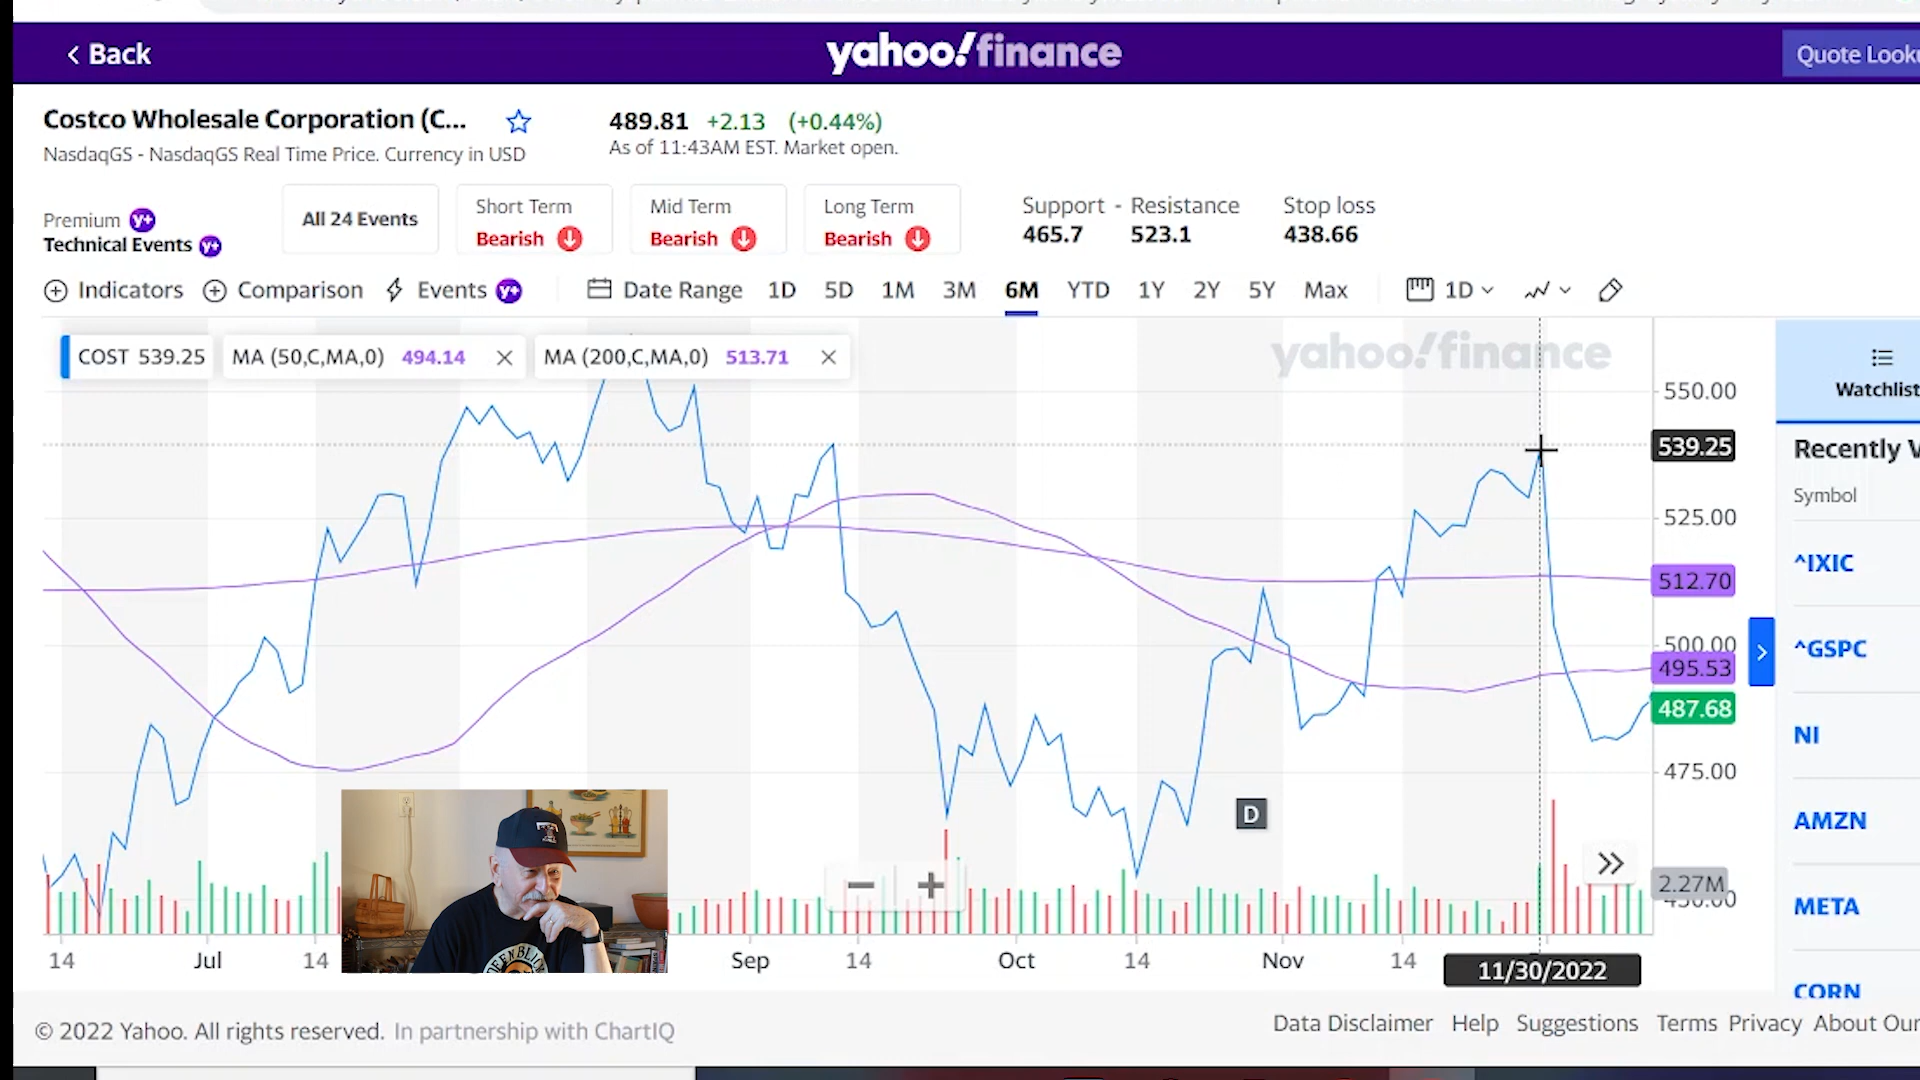 < Back
yahoo!finance
Quote Look
Costco Wholesale Corporation (C...
489.81 +2.13 (+0.44%)
NasdaqGS - NasdaqGS Real Time Price. Currency in USD
As of 11:43AM EST. Market open.
Premium y+
Technical Events y+
All 24 Events
Short Term
Bearish
Mid Term
Bearish
Long Term
Bearish
Support - Resistance
465.7 523.1
Stop loss
438.66
Indicators
Comparison
Events y+
Date Range 1D 5D 1M 3M 6M YTD 1Y 2Y 5Y Max
1D
COST 539.25
MA (50,C,MA,0) 494.14
MA (200,C,MA,0) 513.71
yahoo!finance
550.00
539.25
525.00
512.70
500.00
495.53
487.68
475.00
2.27M
450.00
D
14 Jul 14 Sep 14 Oct 14 Nov 14
11/30/2022
Watchlist
Recently V
Symbol
^IXIC
^GSPC
NI
AMZN
META
CORN
© 2022 Yahoo. All rights reserved. In partnership with ChartIQ
Data Disclaimer Help Suggestions Terms Privacy About Our